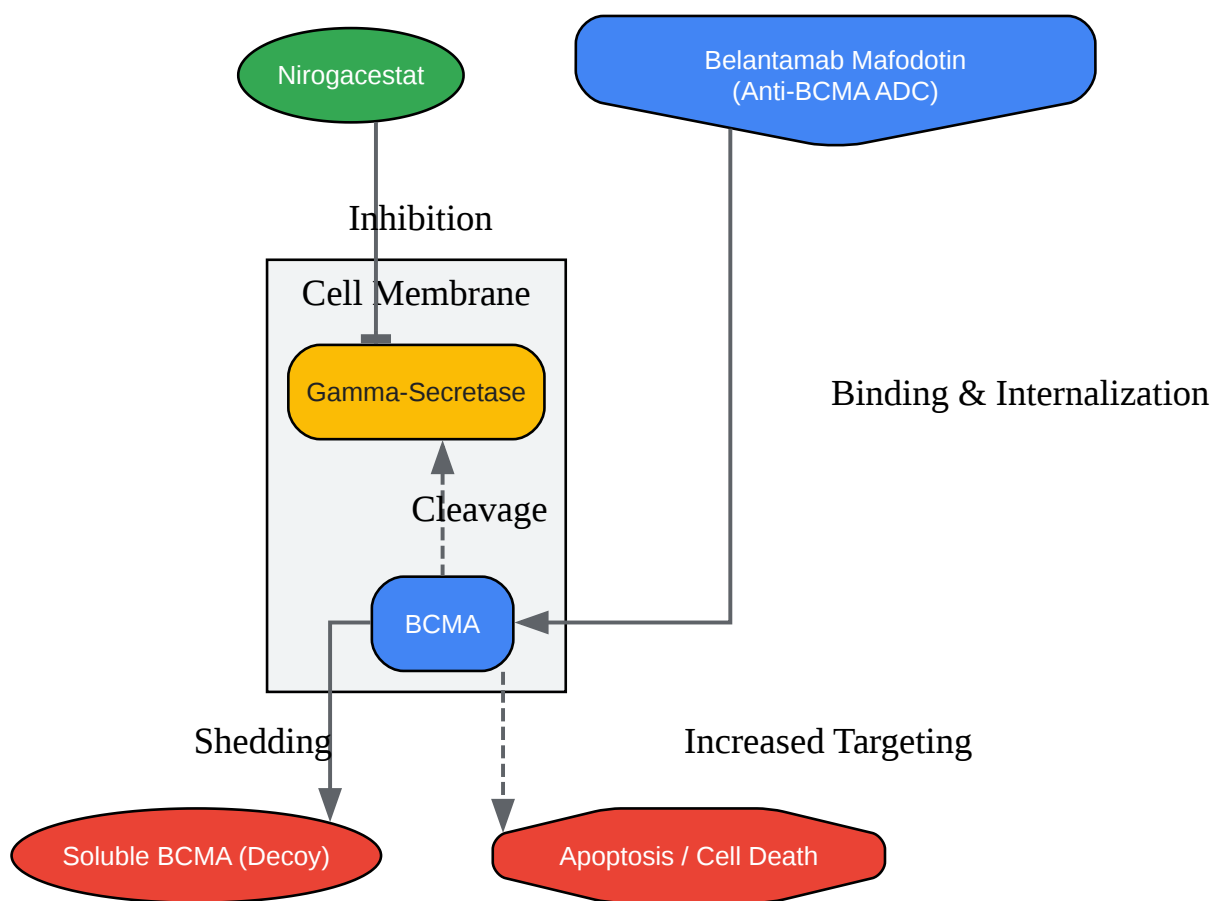 Nirogacestat
Belantamab Mafodotin
(Anti-BCMA ADC)
Inhibition
Cell Membrane
Gamma-Secretase
Binding & Internalization
Cleavage
BCMA
Shedding
Increased Targeting
Soluble BCMA (Decoy)
Apoptosis / Cell Death